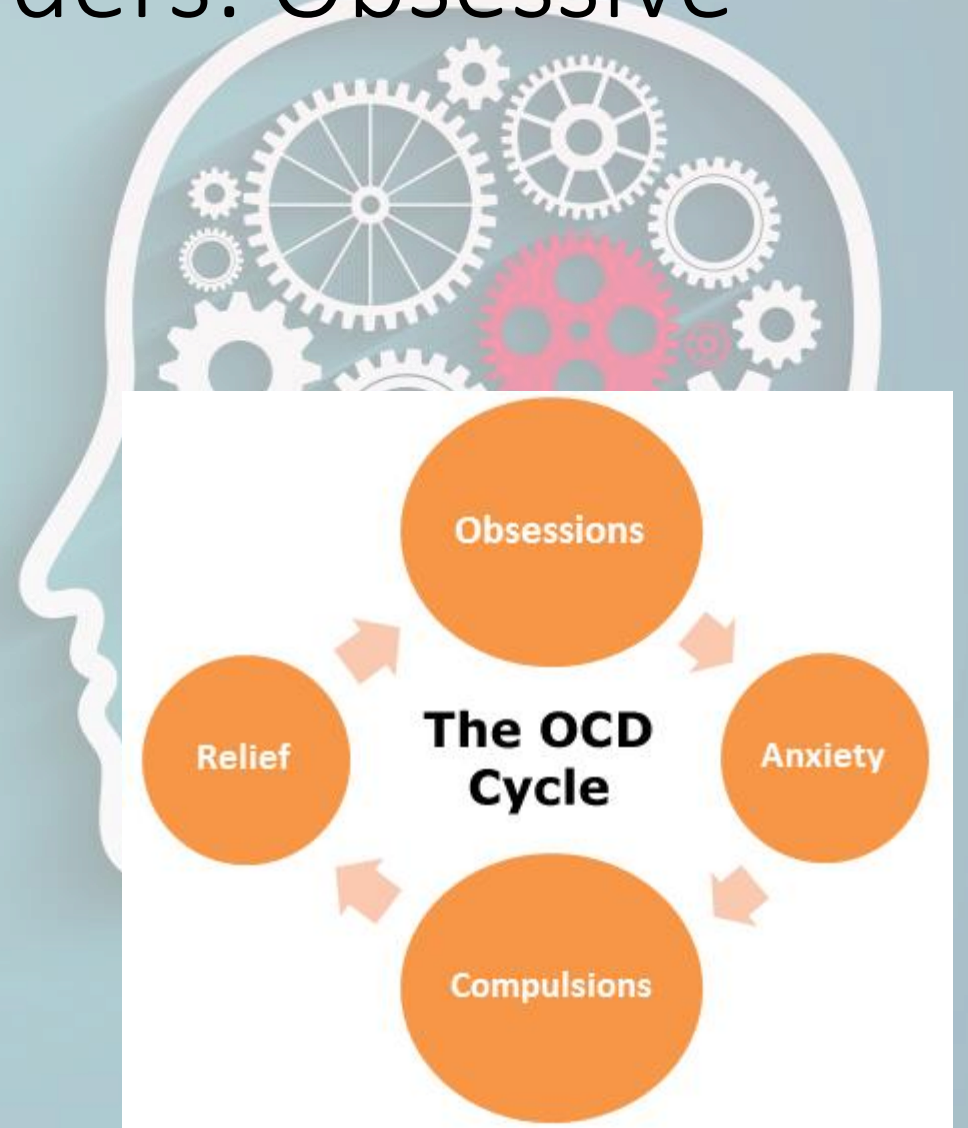 ders: Obsessive
Obsessions
The OCD
Cycle
Relief
Anxiety
Compulsions